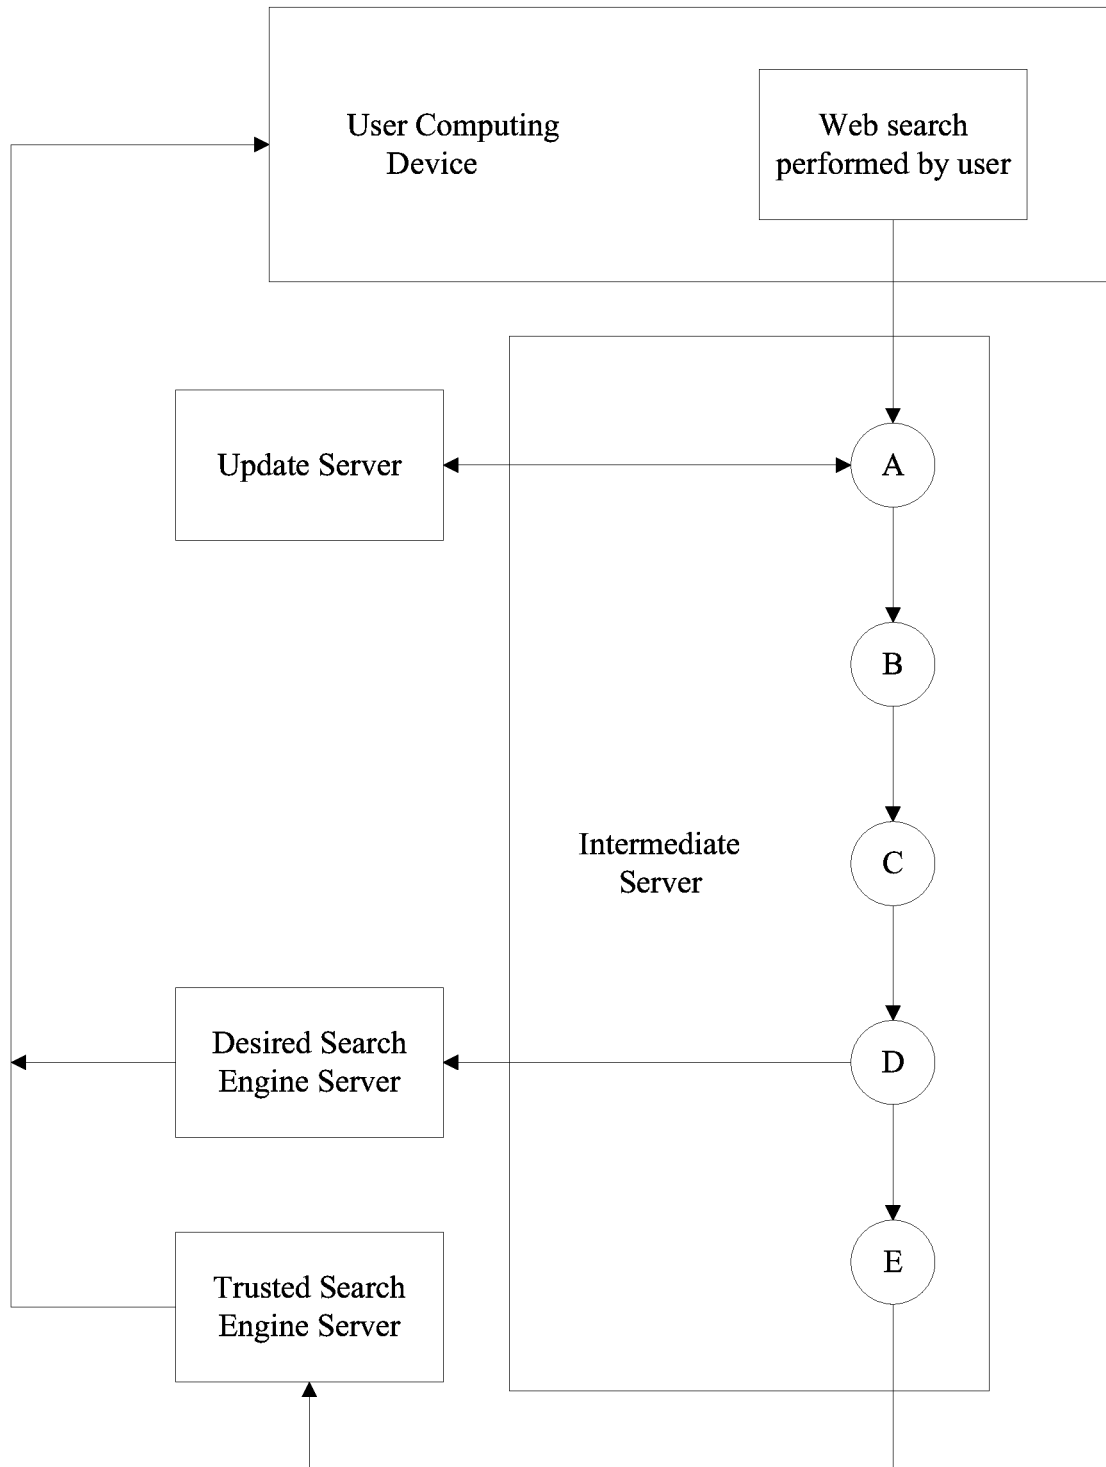 User Computing
Device
Web search
performed by user
Update Server
A
B
Intermediate
Server
C
Desired Search
Engine Server
D
Trusted Search
Engine Server
E